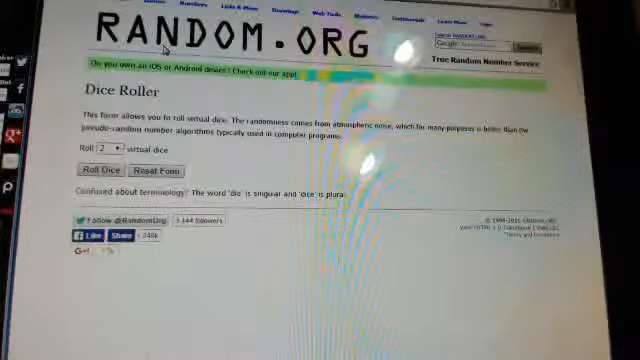 RANDOM.ORG
Google
True Random Number Service
Do you own an iOS or Android device? Check out our app!
Dice Roller
This form allows you to roll virtual dice. The randomness comes from atmospheric noise, which for many purposes is better than the
pseudo-random number algorithms typically used in computer programs.
Roll 2 virtual dice
Roll Dice Reset Form
Confused about terminology? The word 'die' is singular and 'dice' is plural.
Follow @RandomOrg followers
Like Share 248k